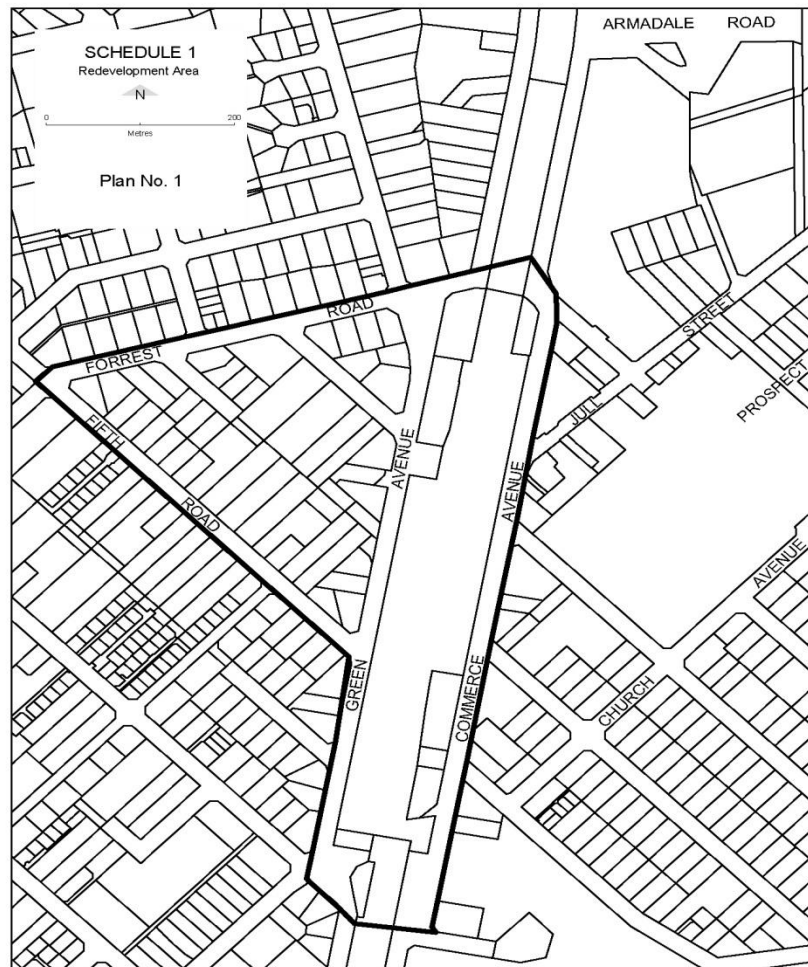 ARMADALE ROAD
SCHEDULE 1
Redevelopment Area
N
0 200
Metres
Plan No. 1
FORREST ROAD
STREET
JULL
PROSPECT
FIFTH ROAD
GREEN AVENUE
COMMERCE AVENUE
CHURCH AVENUE